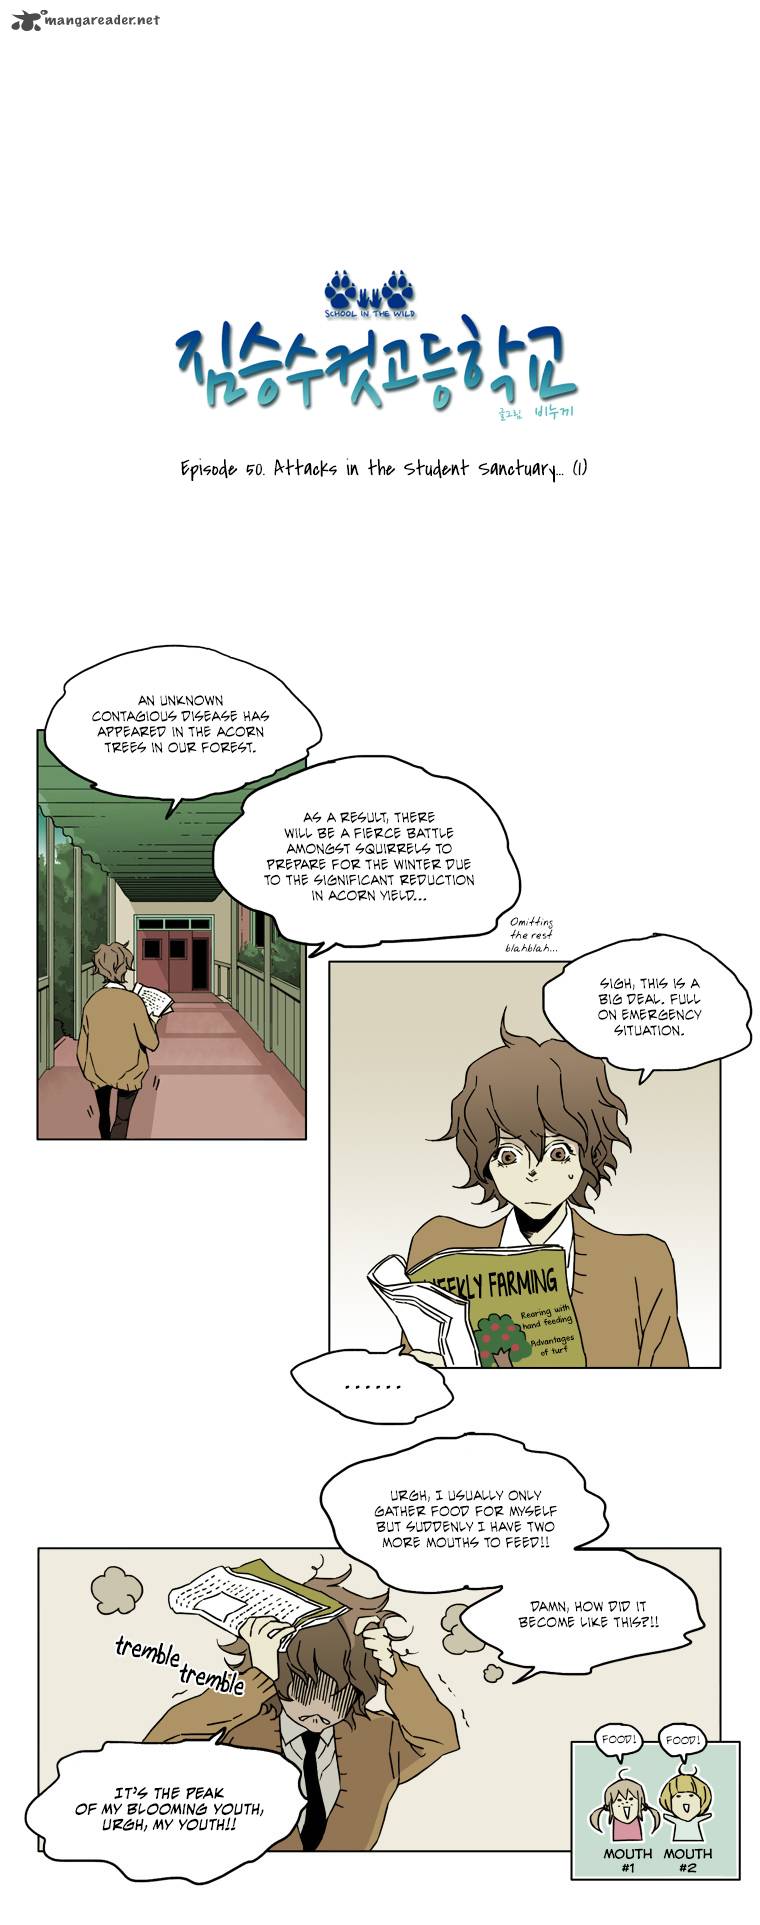 mangareader.net
SCHOOL IN THE WILD
짐승수컷고등학교
글그림 비누끼
Episode 50. Attacks in the Student Sanctuary... (1)
AN UNKNOWN
CONTAGIOUS DISEASE HAS
APPEARED IN THE ACORN
TREES IN OUR FOREST.
AS A RESULT, THERE
WILL BE A FIERCE BATTLE
AMONGST SQUIRRELS TO
PREPARE FOR THE WINTER DUE
TO THE SIGNIFICANT REDUCTION
IN ACORN YIELD...
Omitting
the rest
blahblah...
SIGH, THIS IS A
BIG DEAL. FULL
ON EMERGENCY
SITUATION.
WEEKLY FARMING
Rearing with
hand feeding
Advantages
of turf
......
URGH, I USUALLY ONLY
GATHER FOOD FOR MYSELF
BUT SUDDENLY I HAVE TWO
MORE MOUTHS TO FEED!!
DAMN, HOW DID IT
BECOME LIKE THIS?!!
tremble
tremble
IT'S THE PEAK
OF MY BLOOMING YOUTH,
URGH, MY YOUTH!!
FOOD!
FOOD!
MOUTH
#1
MOUTH
#2